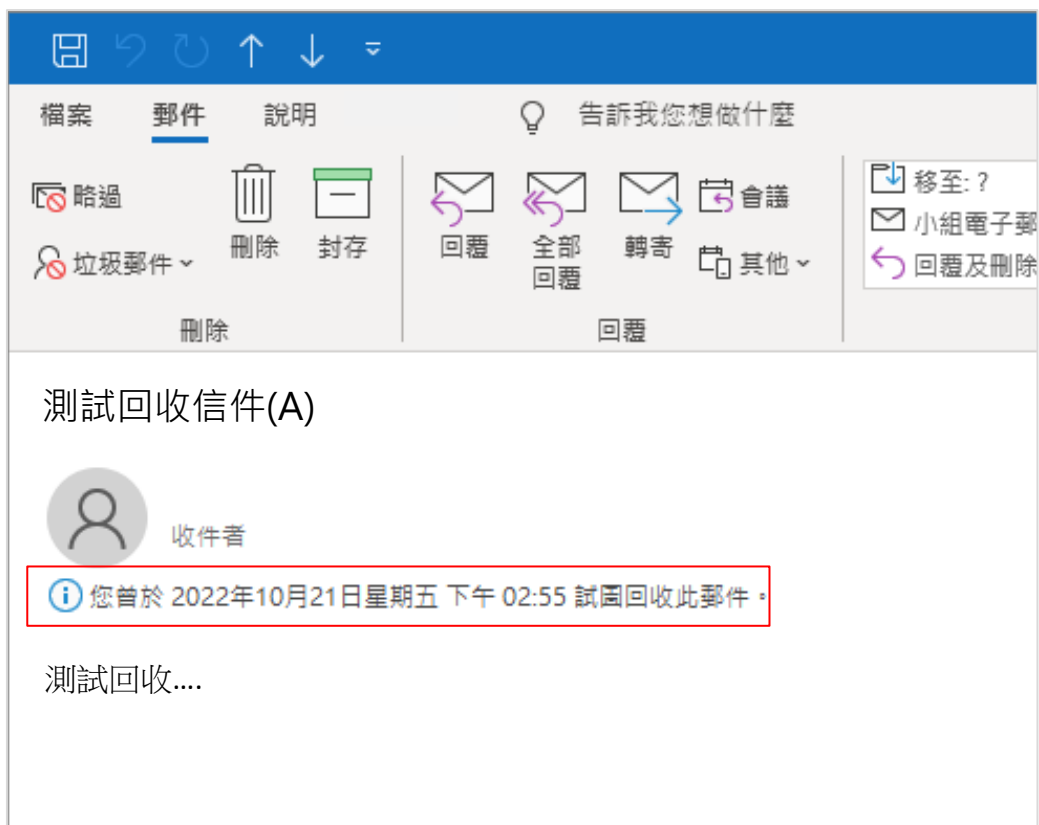 檔案 郵件 說明 告訴我您想做什麼
略過
垃圾郵件
刪除
封存
刪除
回覆
全部
回覆
轉寄
會議
其他
回覆
移至: ?
小組電子郵
回覆及刪除
測試回收信件(A)
收件者
您曾於 2022年10月21日星期五 下午 02:55 試圖回收此郵件。
測試回收....